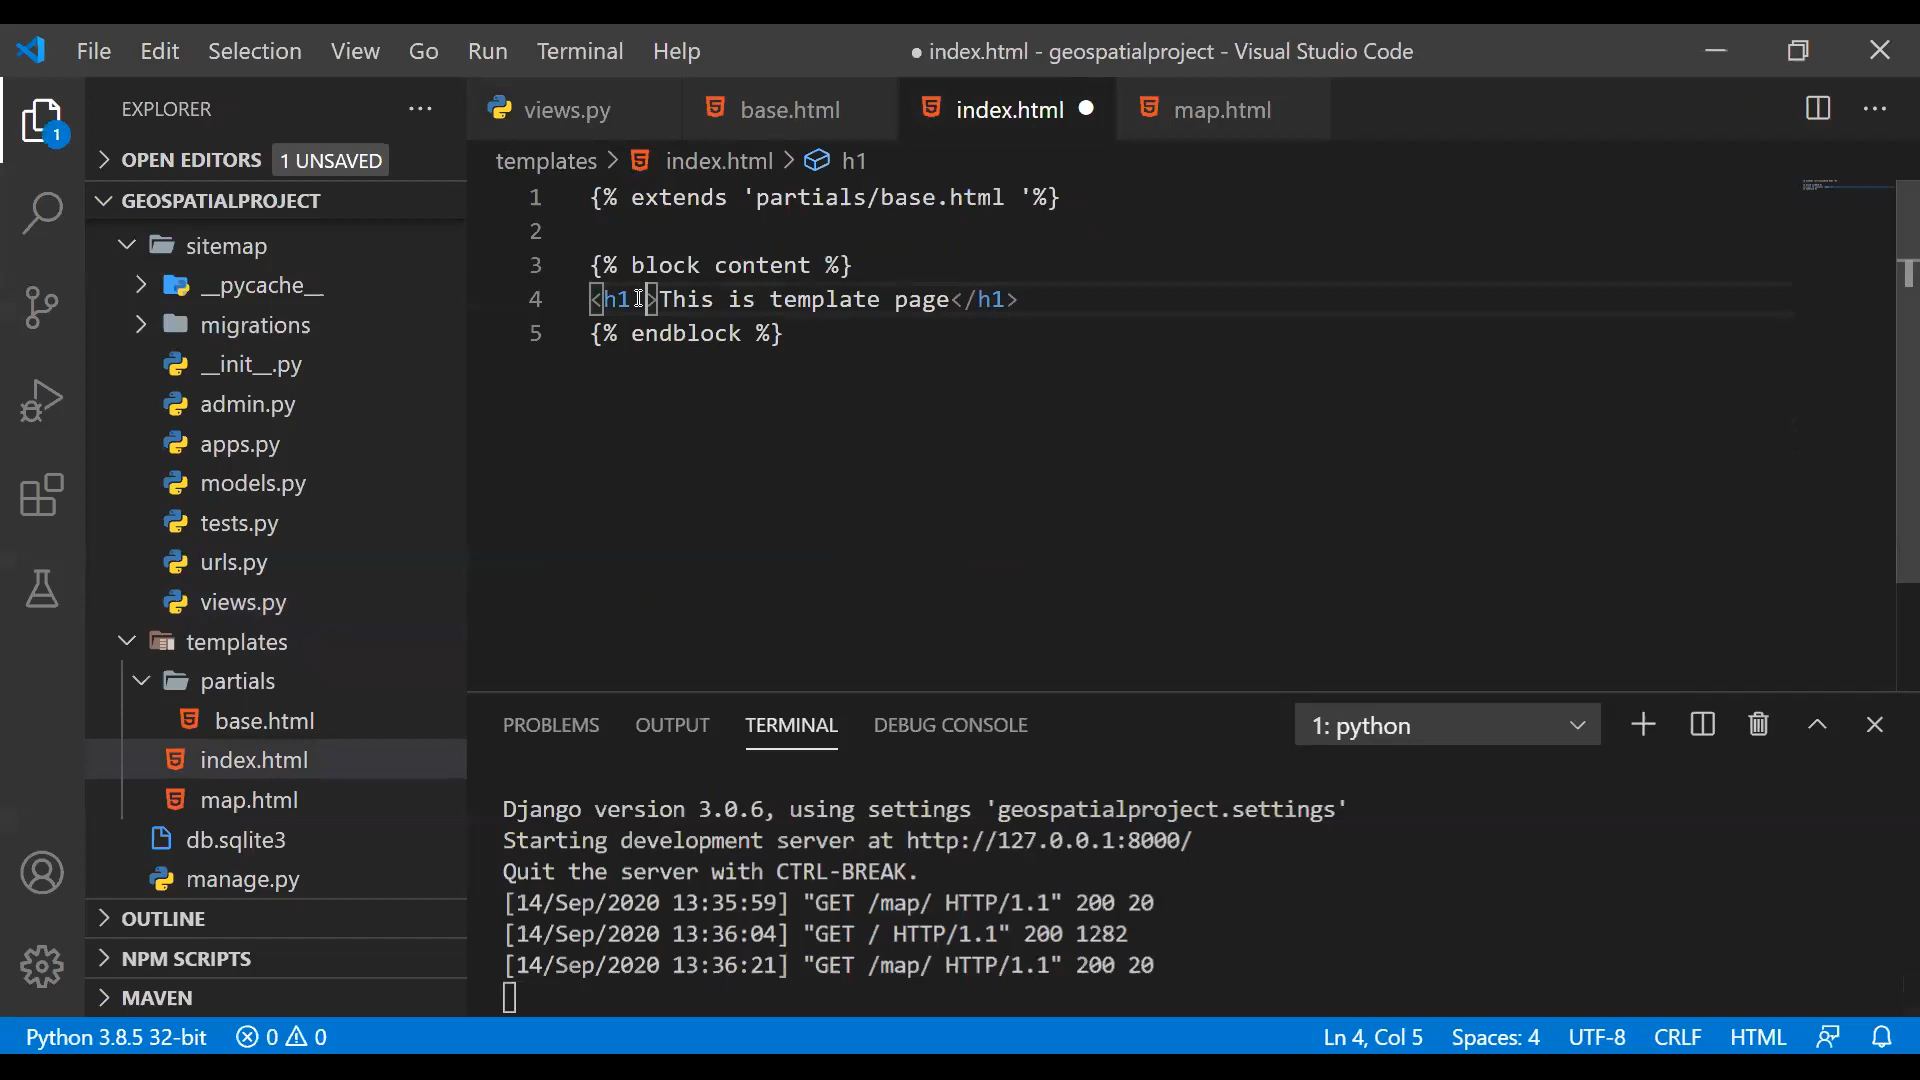 File Edit Selection View Go Run Terminal Help ● index.html - geospatialproject - Visual Studio Code
EXPLORER
1
OPEN EDITORS 1 UNSAVED
GEOSPATIALPROJECT
sitemap
__pycache__
migrations
__init__.py
admin.py
apps.py
models.py
tests.py
urls.py
views.py
templates
partials
base.html
index.html
map.html
db.sqlite3
manage.py
OUTLINE
NPM SCRIPTS
MAVEN
views.py base.html index.html map.html
templates > index.html > h1
1 {% extends 'partials/base.html '%}
2
3 {% block content %}
4 <h1 >This is template page</h1>
5 {% endblock %}
PROBLEMS OUTPUT TERMINAL DEBUG CONSOLE 1: python
Django version 3.0.6, using settings 'geospatialproject.settings'
Starting development server at http://127.0.0.1:8000/
Quit the server with CTRL-BREAK.
[14/Sep/2020 13:35:59] "GET /map/ HTTP/1.1" 200 20
[14/Sep/2020 13:36:04] "GET / HTTP/1.1" 200 1282
[14/Sep/2020 13:36:21] "GET /map/ HTTP/1.1" 200 20
Python 3.8.5 32-bit 0 0 Ln 4, Col 5 Spaces: 4 UTF-8 CRLF HTML